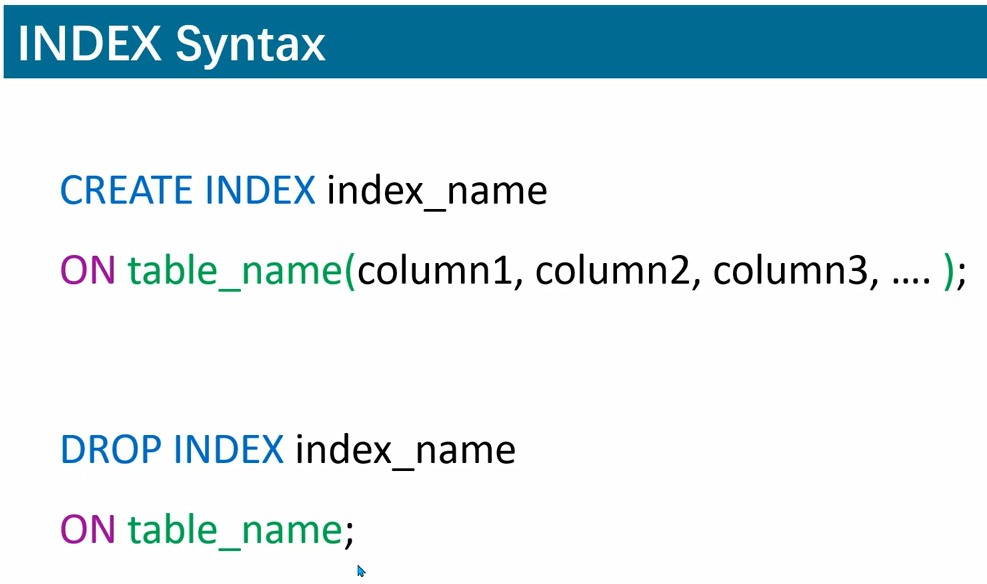 INDEX Syntax
CREATE INDEX index_name
ON table_name(column1, column2, column3, .... );
DROP INDEX index_name
ON table_name;